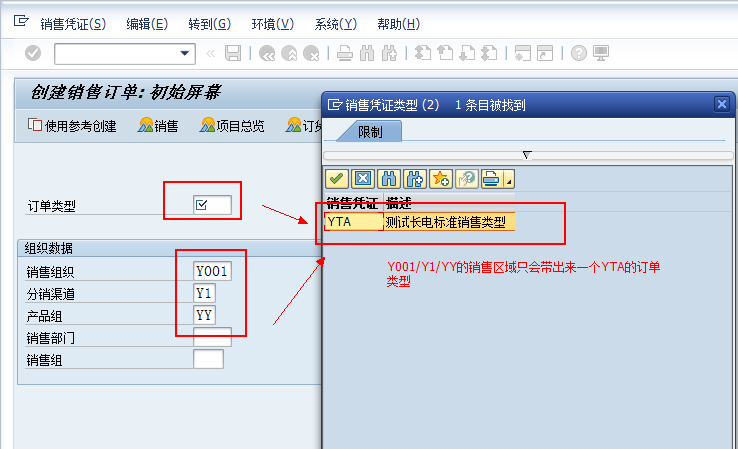 销售凭证(S) 编辑(E) 转到(G) 环境(V) 系统(Y) 帮助(H)
创建销售订单: 初始屏幕
使用参考创建 销售 项目总览 订货
订单类型
组织数据
销售组织 Y001
分销渠道 Y1
产品组 YY
销售部门
销售组
销售凭证类型 (2) 1 条目被找到
限制
销售凭证 描述
YTA 测试长电标准销售类型
Y001/Y1/YY的销售区域只会带出来一个YTA的订单
类型